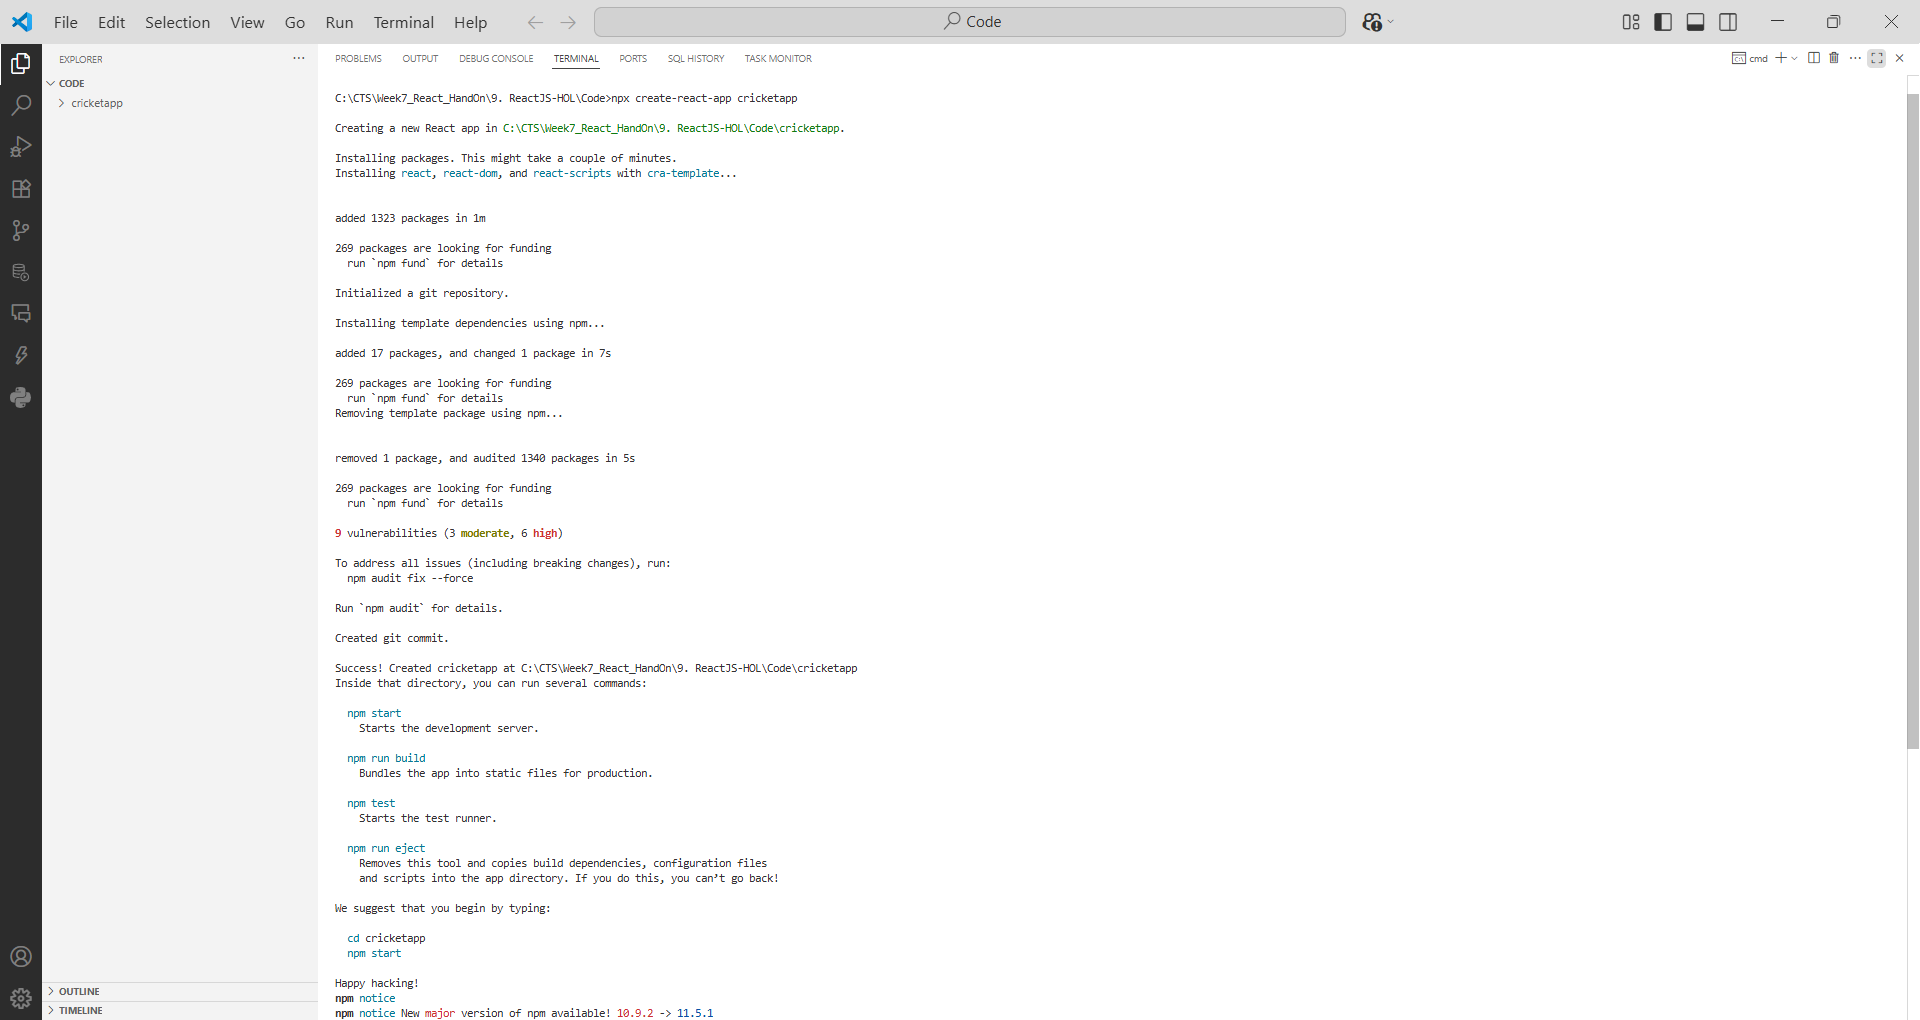 File Edit Selection View Go Run Terminal Help
Code
EXPLORER
CODE
cricketapp
OUTLINE
TIMELINE
PROBLEMS OUTPUT DEBUG CONSOLE TERMINAL PORTS SQL HISTORY TASK MONITOR
cmd
C:\CTS\Week7_React_HandOn\9. ReactJS-HOL\Code>npx create-react-app cricketapp
Creating a new React app in C:\CTS\Week7_React_HandOn\9. ReactJS-HOL\Code\cricketapp.
Installing packages. This might take a couple of minutes.
Installing react, react-dom, and react-scripts with cra-template...
added 1323 packages in 1m
269 packages are looking for funding
run `npm fund` for details
Initialized a git repository.
Installing template dependencies using npm...
added 17 packages, and changed 1 package in 7s
269 packages are looking for funding
run `npm fund` for details
Removing template package using npm...
removed 1 package, and audited 1340 packages in 5s
269 packages are looking for funding
run `npm fund` for details
9 vulnerabilities (3 moderate, 6 high)
To address all issues (including breaking changes), run:
npm audit fix --force
Run `npm audit` for details.
Created git commit.
Success! Created cricketapp at C:\CTS\Week7_React_HandOn\9. ReactJS-HOL\Code\cricketapp
Inside that directory, you can run several commands:
npm start
Starts the development server.
npm run build
Bundles the app into static files for production.
npm test
Starts the test runner.
npm run eject
Removes this tool and copies build dependencies, configuration files
and scripts into the app directory. If you do this, you can’t go back!
We suggest that you begin by typing:
cd cricketapp
npm start
Happy hacking!
npm notice
npm notice New major version of npm available! 10.9.2 -> 11.5.1